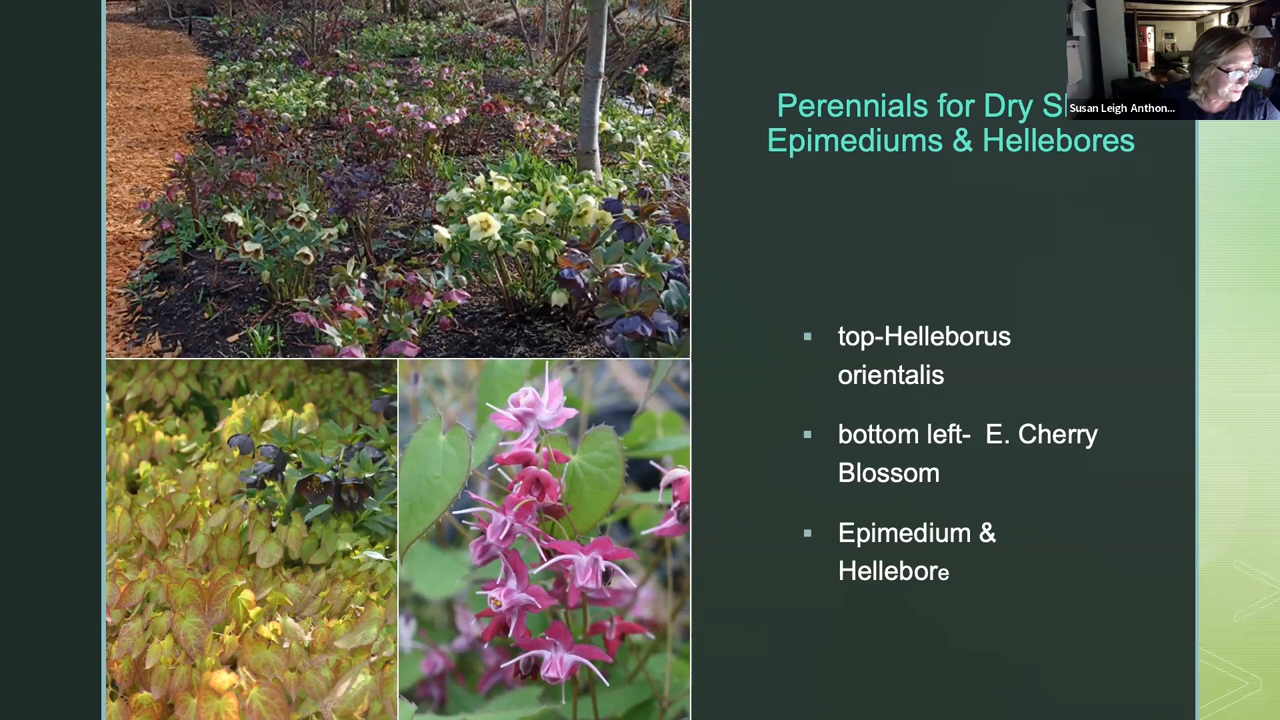 Perennials for Dry
Epimediums & Hellebores
Susan Leigh Anthon...
top-Helleborus
orientalis
bottom left-  E. Cherry
Blossom
Epimedium &
Hellebore